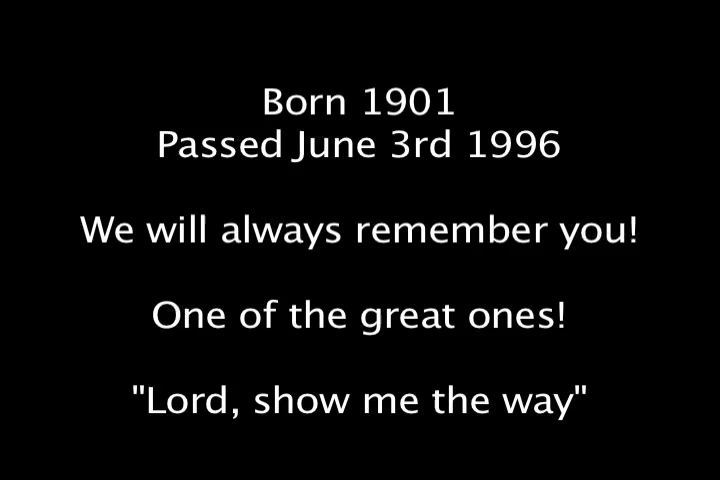 Born 1901
Passed June 3rd 1996
We will always remember you!
One of the great ones!
"Lord, show me the way"